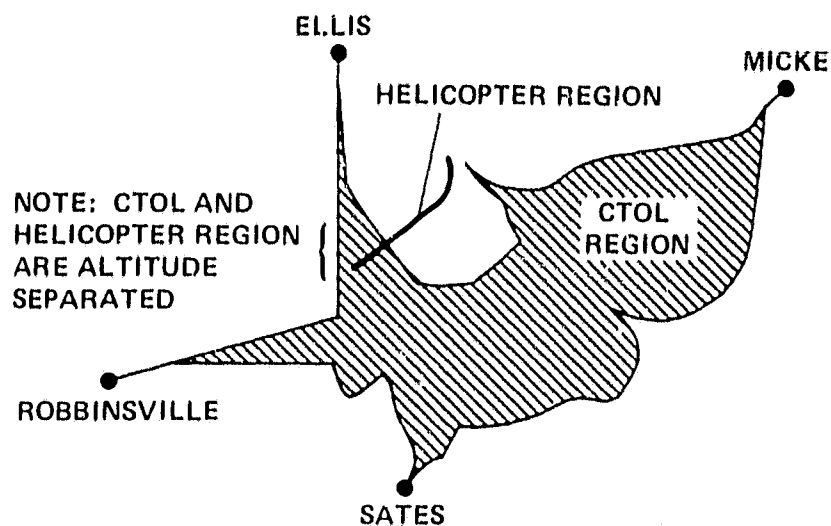 ELLIS
MICKE
HELICOPTER REGION
NOTE: CTOL AND
HELICOPTER REGION
ARE ALTITUDE
SEPARATED
CTOL
REGION
ROBBINSVILLE
SATES